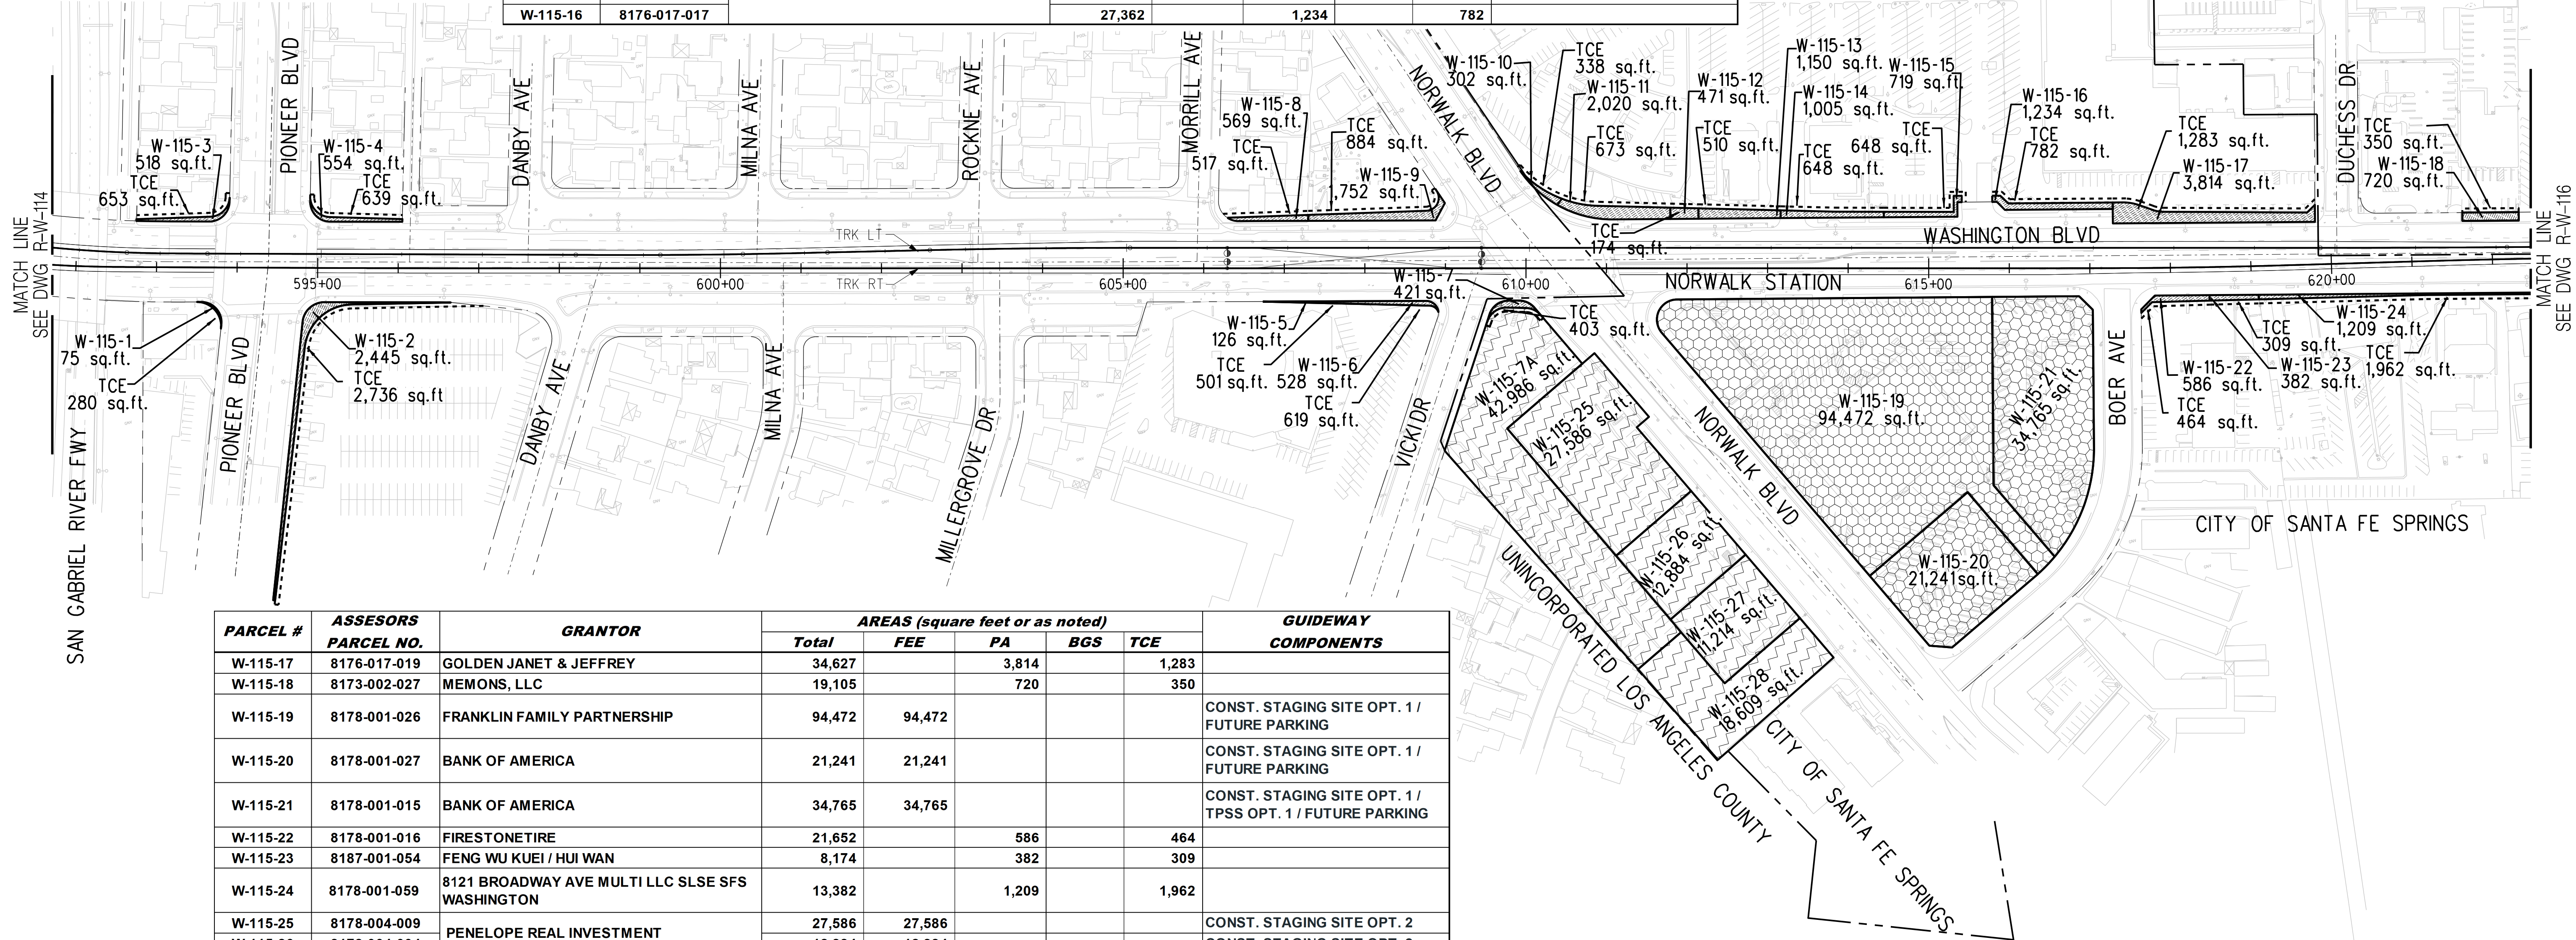 W-115-16 8176-017-017 27,362 1,234 782
MATCH LINE
SEE DWG R-W-114
SAN GABRIEL RIVER FWY
W-115-3
518 sq.ft.
TCE
653 sq.ft.
PIONEER BLVD
W-115-4
554 sq.ft.
TCE
639 sq.ft.
DANBY AVE
MILNA AVE
ROCKNE AVE
MORRILL AVE
W-115-8
569 sq.ft.
TCE
517 sq.ft.
TCE
884 sq.ft.
W-115-9
1,752 sq.ft.
NORWALK BLVD
W-115-10
302 sq.ft.
TCE
338 sq.ft.
W-115-11
2,020 sq.ft.
TCE
673 sq.ft.
W-115-12
471 sq.ft.
TCE
510 sq.ft.
W-115-13
1,150 sq.ft.
W-115-14
1,005 sq.ft.
TCE
648 sq.ft.
W-115-15
719 sq.ft.
TCE
648 sq.ft.
W-115-16
1,234 sq.ft.
TCE
782 sq.ft.
TCE
1,283 sq.ft.
W-115-17
3,814 sq.ft.
DUCHESS DR
TCE
350 sq.ft.
W-115-18
720 sq.ft.
MATCH LINE
SEE DWG R-W-116
TRK LT
TRK RT
TCE
174 sq.ft.
WASHINGTON BLVD
NORWALK STATION
595+00
600+00
605+00
610+00
615+00
620+00
W-115-1
75 sq.ft.
TCE
280 sq.ft.
PIONEER BLVD
W-115-2
2,445 sq.ft.
TCE
2,736 sq.ft
DANBY AVE
MILNA AVE
MILLERGROVE DR
W-115-5
126 sq.ft.
TCE
501 sq.ft.
W-115-6
528 sq.ft.
TCE
619 sq.ft.
W-115-7
421 sq.ft.
TCE
403 sq.ft.
VICKI DR
W-115-7A
42,986 sq.ft.
W-115-25
27,586 sq.ft.
W-115-26
12,884 sq.ft.
W-115-27
11,214 sq.ft.
W-115-28
18,609 sq.ft.
NORWALK BLVD
W-115-19
94,472 sq.ft.
W-115-20
21,241 sq.ft.
W-115-21
34,765 sq.ft.
BOER AVE
W-115-22
586 sq.ft.
TCE
464 sq.ft.
TCE
309 sq.ft.
W-115-23
382 sq.ft.
W-115-24
1,209 sq.ft.
TCE
1,962 sq.ft.
CITY OF SANTA FE SPRINGS
UNINCORPORATED LOS ANGELES COUNTY
CITY OF SANTA FE SPRINGS
PARCEL # ASSESORS PARCEL NO. GRANTOR AREAS (square feet or as noted) GUIDEWAY COMPONENTS
Total FEE PA BGS TCE
W-115-17 8176-017-019 GOLDEN JANET & JEFFREY 34,627 3,814 1,283
W-115-18 8173-002-027 MEMONS, LLC 19,105 720 350
W-115-19 8178-001-026 FRANKLIN FAMILY PARTNERSHIP 94,472 94,472 CONST. STAGING SITE OPT. 1 / FUTURE PARKING
W-115-20 8178-001-027 BANK OF AMERICA 21,241 21,241 CONST. STAGING SITE OPT. 1 / FUTURE PARKING
W-115-21 8178-001-015 BANK OF AMERICA 34,765 34,765 CONST. STAGING SITE OPT. 1 / TPSS OPT. 1 / FUTURE PARKING
W-115-22 8178-001-016 FIRESTONETIRE 21,652 586 464
W-115-23 8187-001-054 FENG WU KUEI / HUI WAN 8,174 382 309
W-115-24 8178-001-059 8121 BROADWAY AVE MULTI LLC SLSE SFS WASHINGTON 13,382 1,209 1,962
W-115-25 8178-004-009 PENELOPE REAL INVESTMENT 27,586 27,586 CONST. STAGING SITE OPT. 2